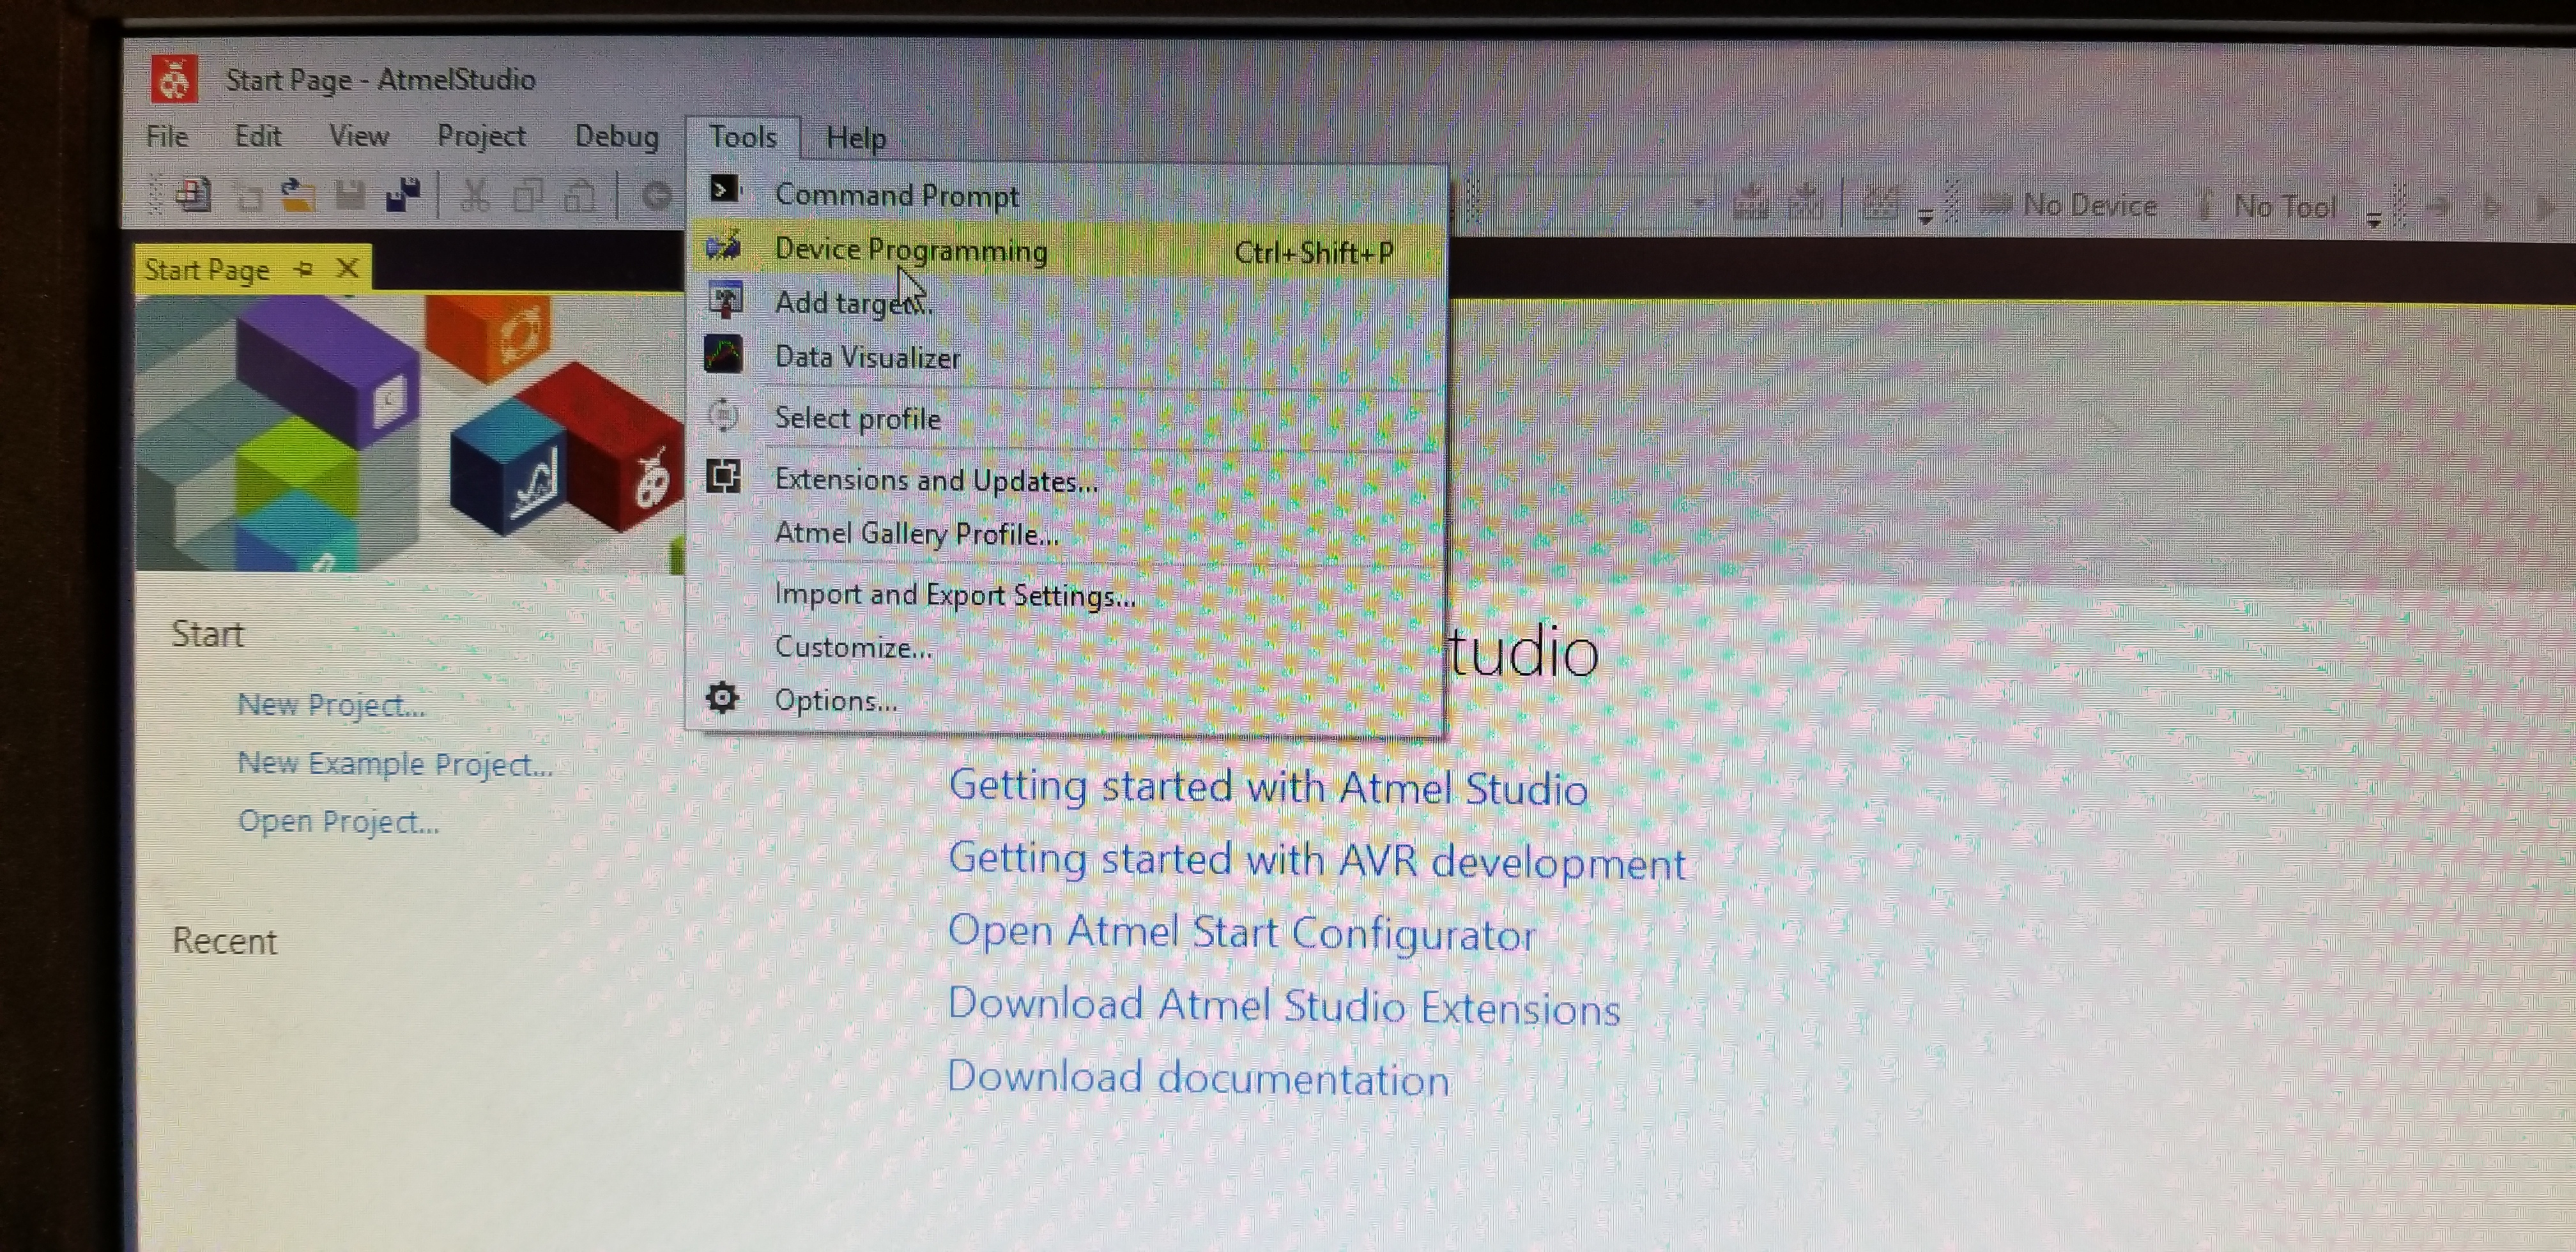 Start Page - AtmelStudio
File Edit View Project Debug Tools Help
No Device No Tool
Start Page
Command Prompt
Device Programming Ctrl+Shift+P
Add target..
Data Visualizer
Select profile
Extensions and Updates...
Atmel Gallery Profile...
Import and Export Settings...
Customize...
Options...
Start
New Project...
New Example Project...
Open Project...
Recent
tudio
Getting started with Atmel Studio
Getting started with AVR development
Open Atmel Start Configurator
Download Atmel Studio Extensions
Download documentation